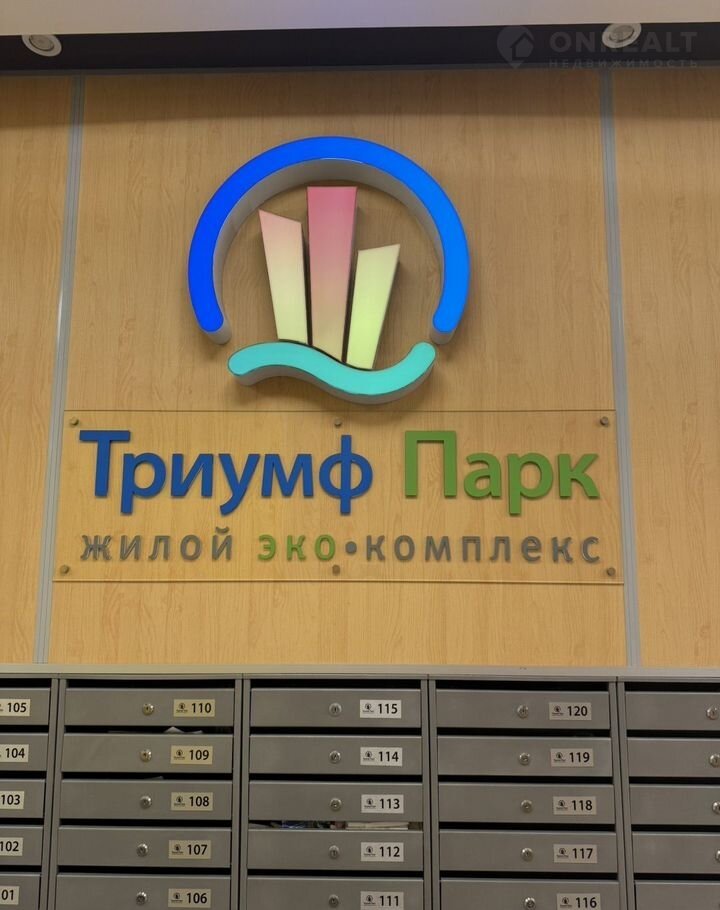 ONREALT
НЕДВИЖИМОСТЬ
Триумф Парк
жилой эко•комплекс
105 110 115 120
104 109 114 119
103 108 113 118
102 107 112 117
01 106 111 116